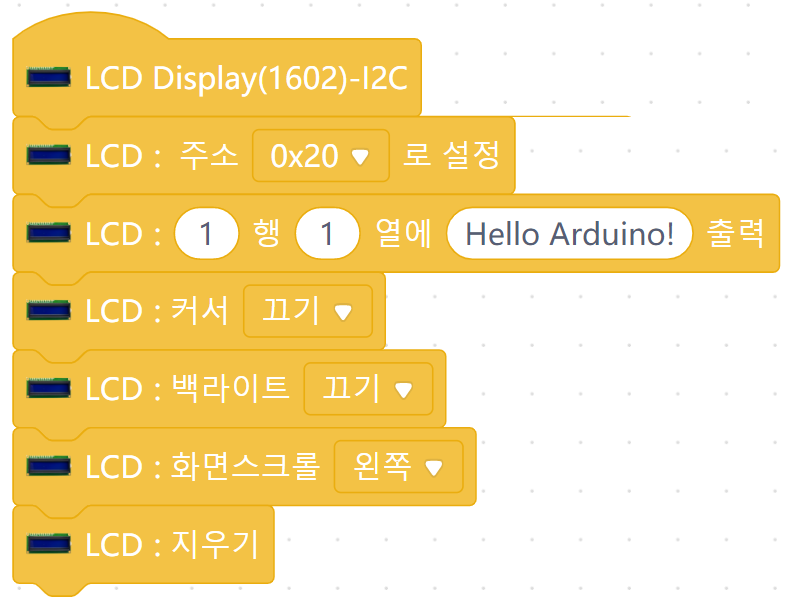 LCD Display(1602)-I2C
LCD : 주소 0x20 로 설정
LCD : 1 행 1 열에 Hello Arduino! 출력
LCD : 커서 끄기
LCD : 백라이트 끄기
LCD : 화면스크롤 왼쪽
LCD : 지우기